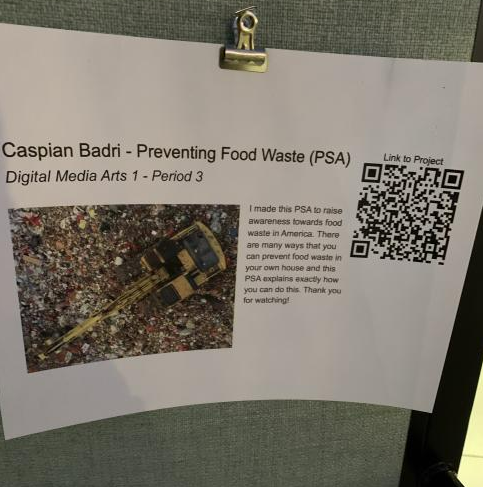 Caspian Badri - Preventing Food Waste (PSA)
Digital Media Arts 1 - Period 3
Link to Project
I made this PSA to raise
awareness towards food
waste in America. There
are many ways that you
can prevent food waste in
your own house and this
PSA explains exactly how
you can do this. Thank you
for watching!